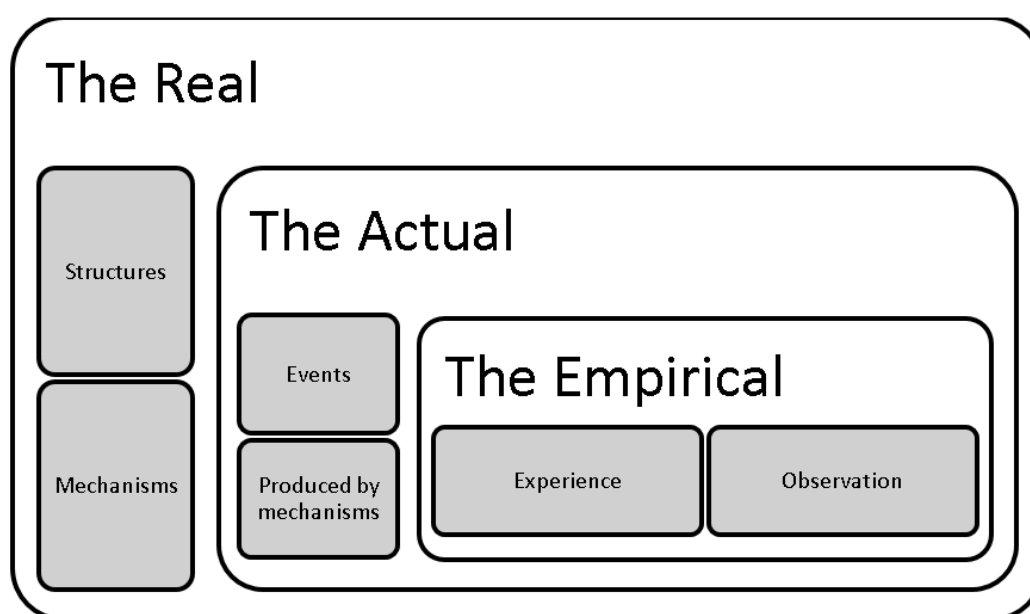 The Real
Structures
Mechanisms
The Actual
Events
Produced by
mechanisms
The Empirical
Experience
Observation